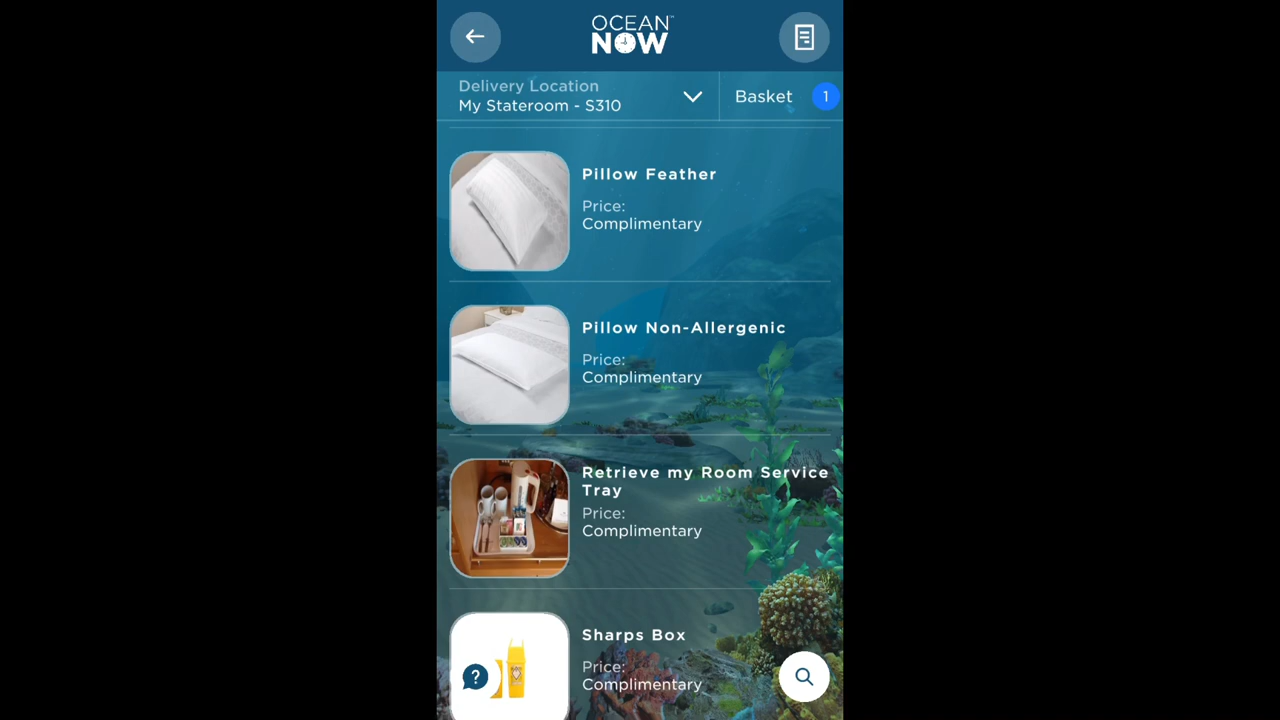 OCEAN™
NOW
Delivery Location
My Stateroom - S310
Basket 1
Pillow Feather
Price:
Complimentary
Pillow Non-Allergenic
Price:
Complimentary
Retrieve my Room Service
Tray
Price:
Complimentary
Sharps Box
Price:
Complimentary
?